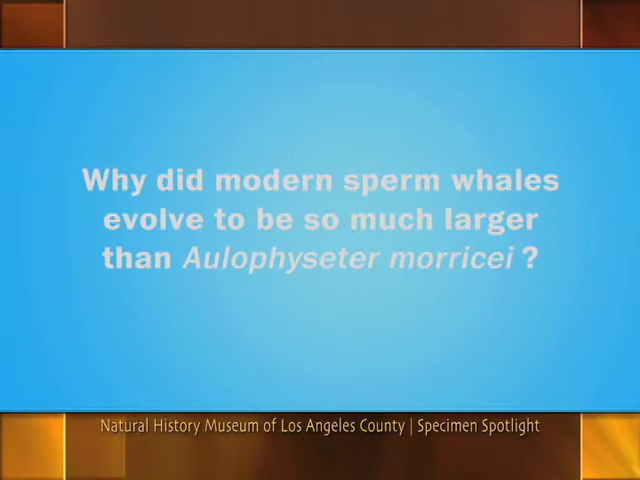 Why did modern sperm whales
evolve to be so much larger
than Aulophyseter morricei ?
Natural History Museum of Los Angeles County | Specimen Spotlight